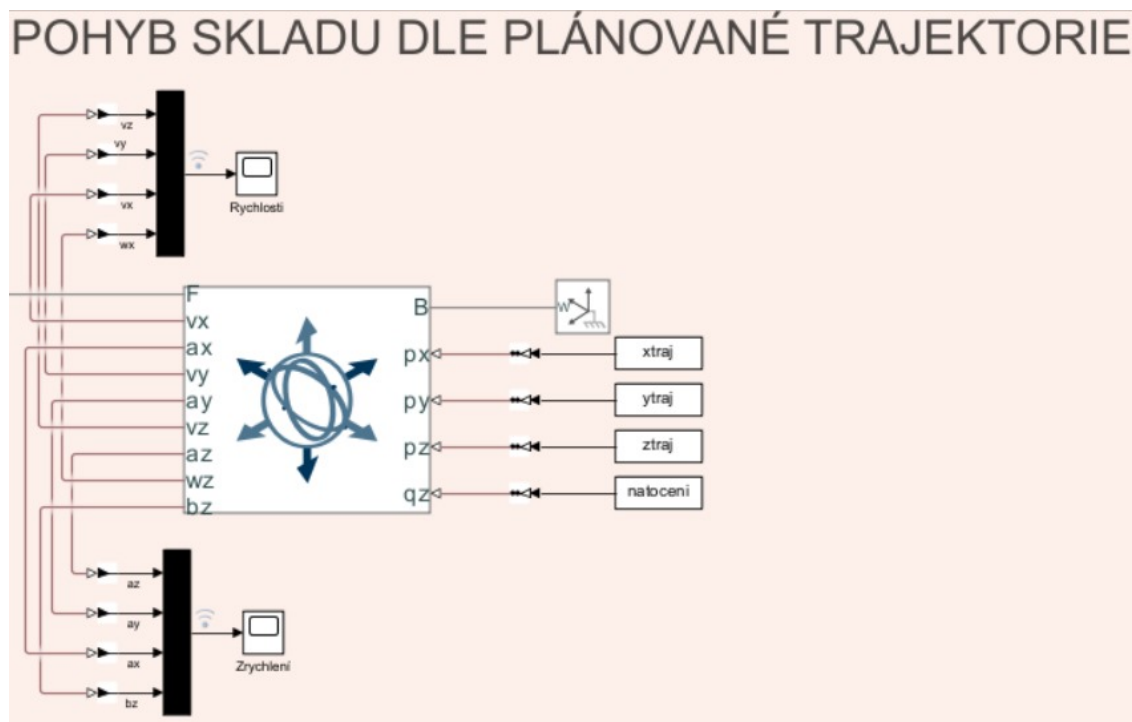 POHYB SKLADU DLE PLÁNOVANÉ TRAJEKTORIE
vz
vy
vx
wx
Rychlosti
F
vx
ax
vy
ay
vz
az
wz
bz
B
px
py
pz
qz
W
xtraj
ytraj
ztraj
natoceni
az
ay
ax
bz
Zrychlení